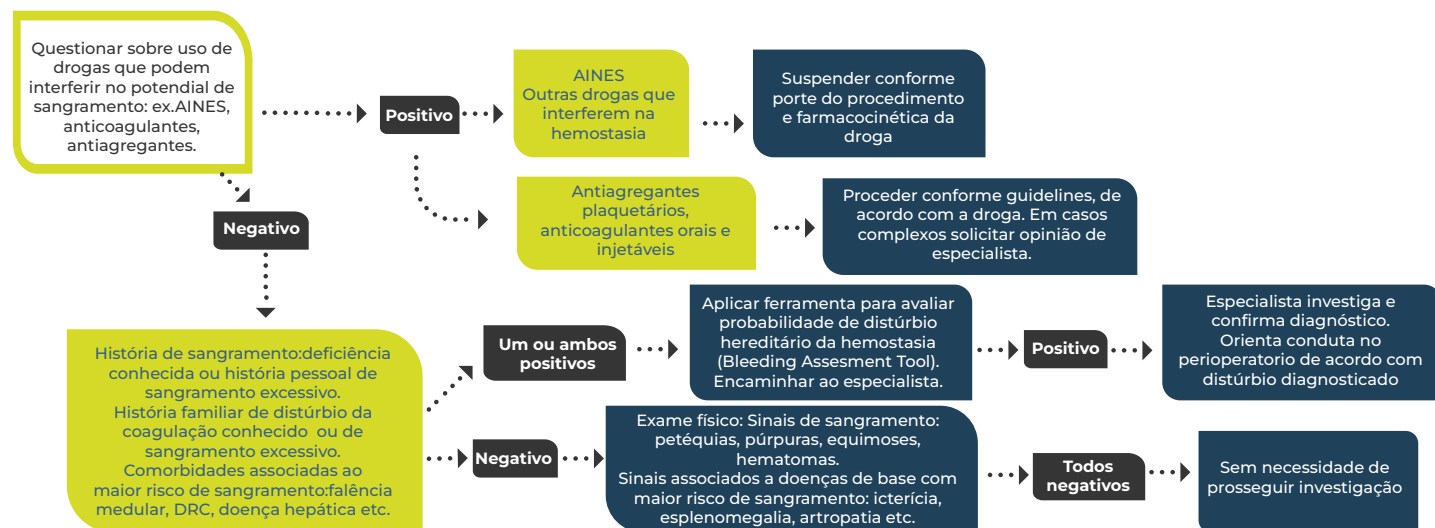 Questionar sobre uso de
drogas que podem
interferir no potendial de
sangramento: ex.AINES,
anticoagulantes,
antiagregantes.
Positivo
AINES
Outras drogas que
interferem na
hemostasia
Suspender conforme
porte do procedimento
e farmacocinética da
droga
Antiagregantes
plaquetários,
anticoagulantes orais e
injetáveis
Proceder conforme guidelines, de
acordo com a droga. Em casos
complexos solicitar opinião de
especialista.
Negativo
História de sangramento:deficiência
conhecida ou história pessoal de
sangramento excessivo.
História familiar de distúrbio da
coagulação conhecido ou de
sangramento excessivo.
Comorbidades associadas ao
maior risco de sangramento:falência
medular, DRC, doença hepática etc.
Um ou ambos
positivos
Aplicar ferramenta para avaliar
probabilidade de distúrbio
hereditário da hemostasia
(Bleeding Assesment Tool).
Encaminhar ao especialista.
Positivo
Especialista investiga e
confirma diagnóstico.
Orienta conduta no
perioperatorio de acordo com
distúrbio diagnosticado
Negativo
Exame físico: Sinais de sangramento:
petéquias, púrpuras, equimoses,
hematomas.
Sinais associados a doenças de base com
maior risco de sangramento: icterícia,
esplenomegalia, artropatia etc.
Todos
negativos
Sem necessidade de
prosseguir investigação